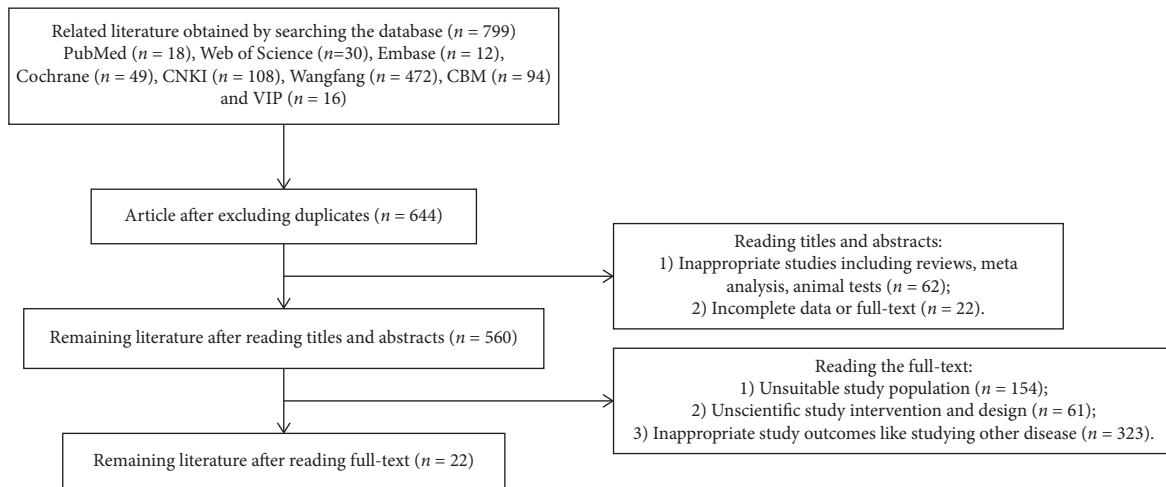 Related literature obtained by searching the database (n = 799)
PubMed (n = 18), Web of Science (n=30), Embase (n = 12),
Cochrane (n = 49), CNKI (n = 108), Wangfang (n = 472), CBM (n = 94)
and VIP (n = 16)
Article after excluding duplicates (n = 644)
Reading titles and abstracts:
1) Inappropriate studies including reviews, meta
analysis, animal tests (n = 62);
2) Incomplete data or full-text (n = 22).
Remaining literature after reading titles and abstracts (n = 560)
Reading the full-text:
1) Unsuitable study population (n = 154);
2) Unscientific study intervention and design (n = 61);
3) Inappropriate study outcomes like studying other disease (n = 323).
Remaining literature after reading full-text (n = 22)